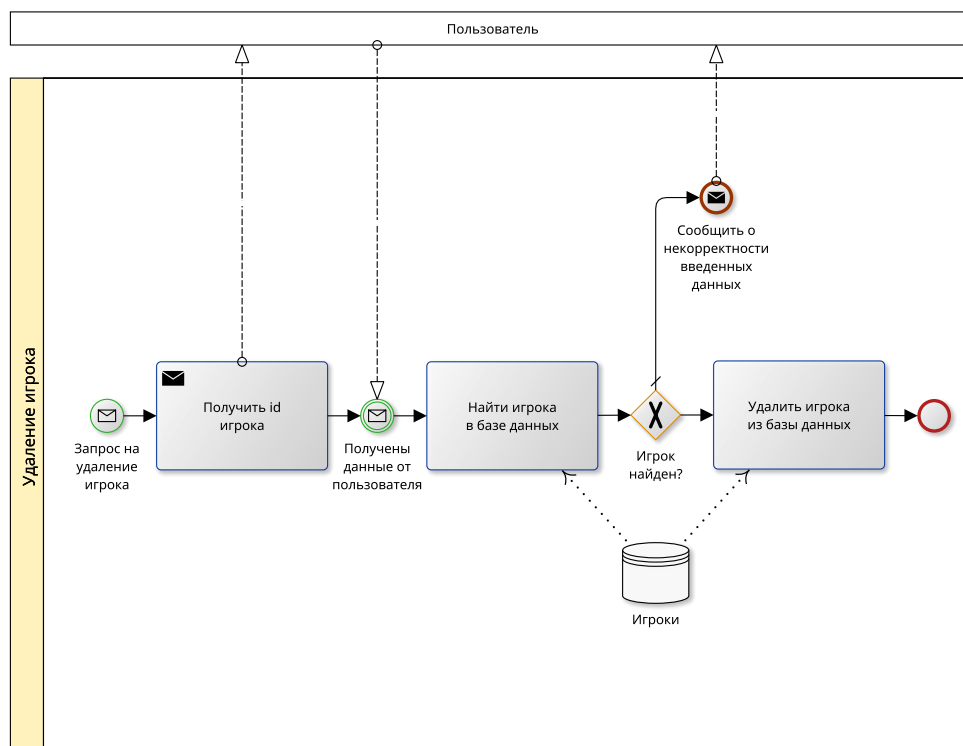 Пользователь
Удаление игрока
Сообщить о
некорректности
введенных
данных
Запрос на
удаление
игрока
Получить id
игрока
Получены
данные от
пользователя
Найти игрока
в базе данных
Игрок
найден?
Удалить игрока
из базы данных
Игроки